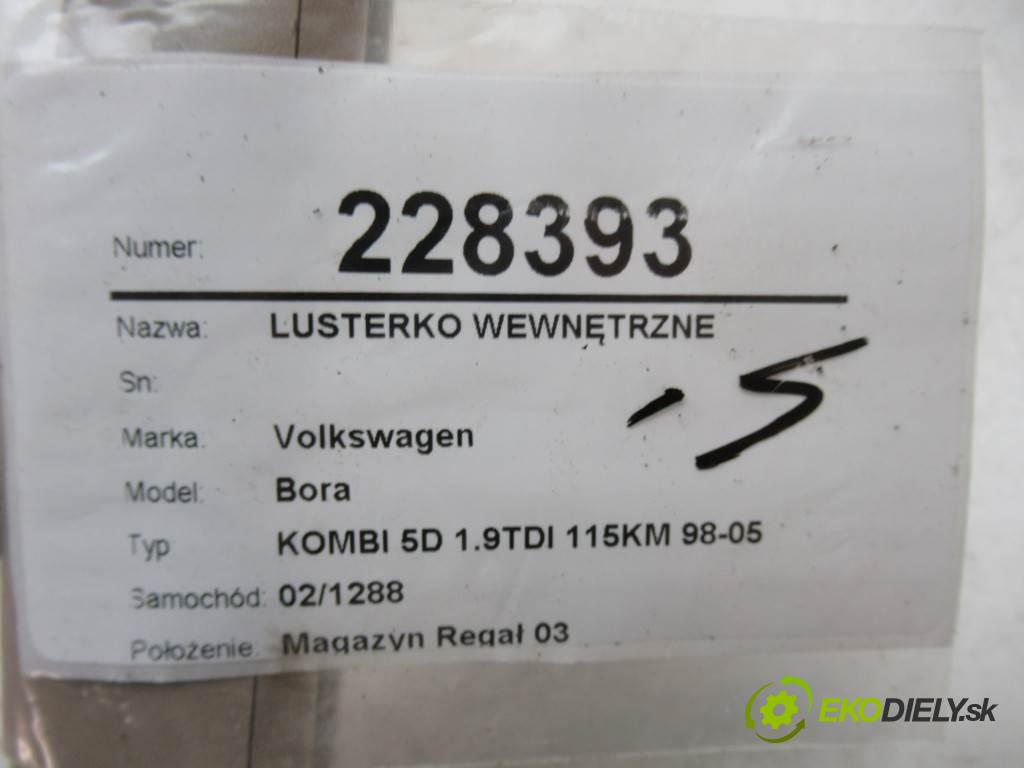 Numer: 228393
Nazwa: LUSTERKO WEWNĘTRZNE
Sn:
-5
Marka: Volkswagen
Model: Bora
Typ KOMBI 5D 1.9TDI 115KM 98-05
Samochód: 02/1288
Położenie: Magazyn Regał 03
EKODIELY.sk